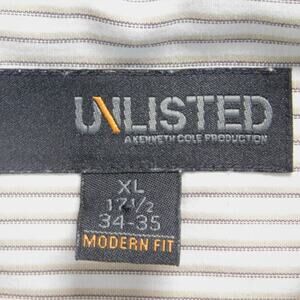 UNLISTED
A KENNETH COLE PRODUCTION
XL
17 1/2
34-35
MODERN FIT